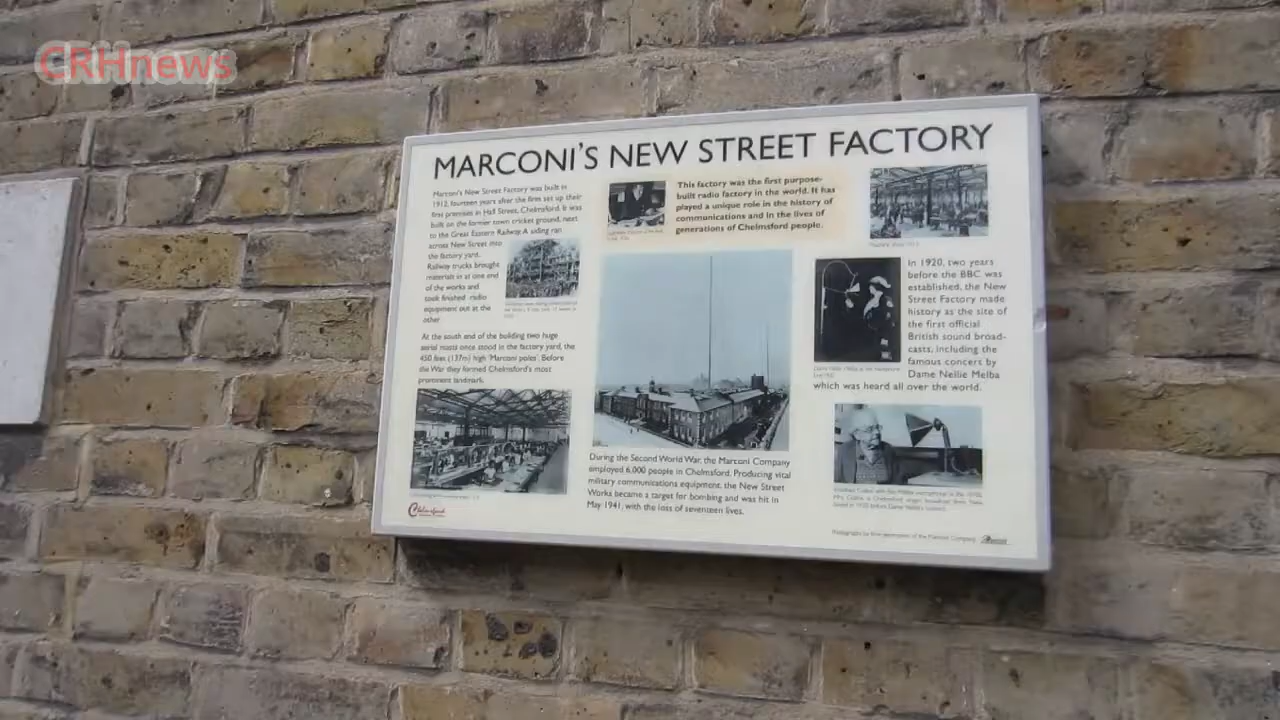 CRHnews
MARCONI'S NEW STREET FACTORY
Marconi's New Street Factory was built in
1912, fourteen years after the firm set up their
first premises in Hall Street, Chelmsford. It was
built on the former town cricket ground, next
to the Great Eastern Railway. A siding ran
across New Street into
the factory yard.
Railway trucks brought
materials in at one end
of the works and
took finished radio
equipment out at the
other
At the south end of the building two huge
aerial masts once stood in the factory yard, the
450 feet (137m) high 'Marconi poles'. Before
the War they formed Chelmsford's most
prominent landmark.
Chelmsford
This factory was the first purpose-
built radio factory in the world. It has
played a unique role in the history of
communications and in the lives of
generations of Chelmsford people.
During the Second World War, the Marconi Company
employed 6,000 people in Chelmsford. Producing vital
military communications equipment, the New Street
Works became a target for bombing and was hit in
May 1941, with the loss of seventeen lives.
In 1920, two years
before the BBC was
established, the New
Street Factory made
history as the site of
the first official
British sound broad-
casts, including the
famous concert by
Dame Nellie Melba
which was heard all over the world.
Photographs by kind permission of the Marconi Company